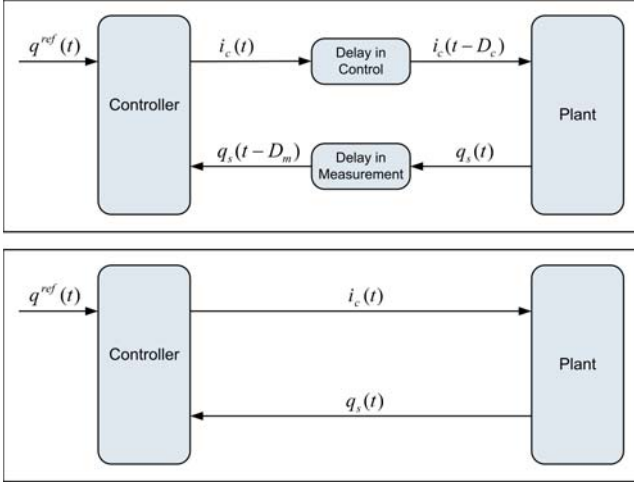 q^ref(t)
i_c(t)
Delay in
Control
i_c(t − D_c)
Controller
Plant
q_s(t − D_m)
Delay in
Measurement
q_s(t)
q^ref(t)
i_c(t)
Controller
Plant
q_s(t)